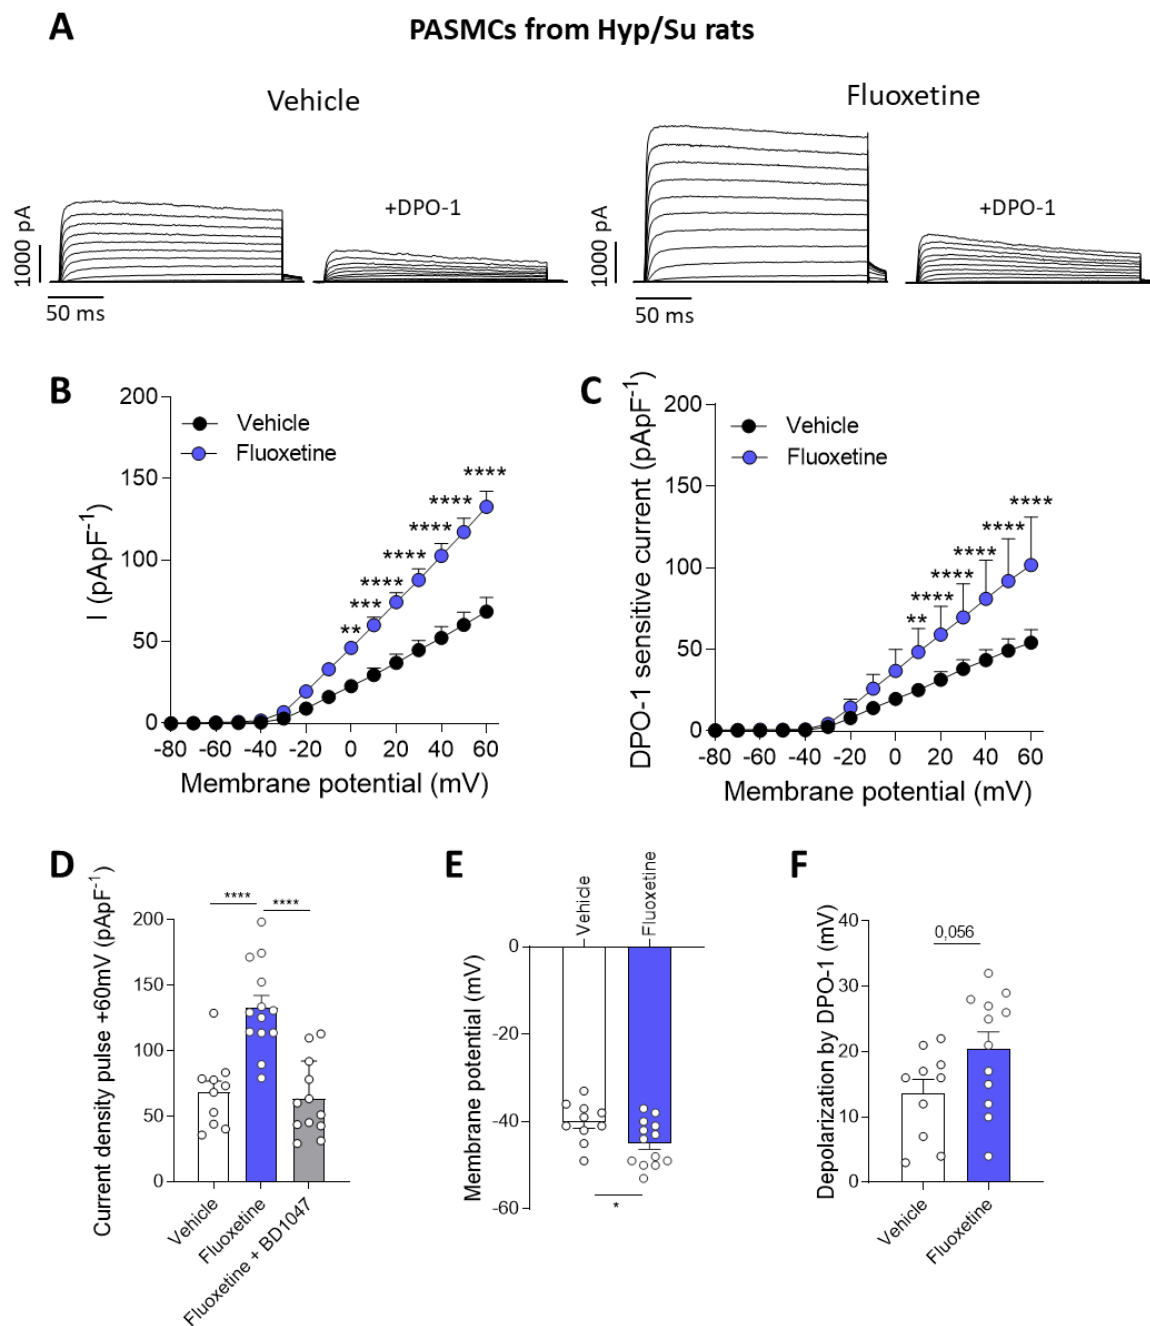 A
PASMCs from Hyp/Su rats
Vehicle
Fluoxetine
+DPO-1
+DPO-1
1000 pA
1000 pA
50 ms
50 ms
B
200
150
100
50
0
I (pApF⁻¹)
Vehicle
Fluoxetine
**
***
****
****
****
****
****
-80 -60 -40 -20 0 20 40 60
Membrane potential (mV)
C
200
150
100
50
0
DPO-1 sensitive current (pApF⁻¹)
Vehicle
Fluoxetine
**
****
****
****
****
****
-80 -60 -40 -20 0 20 40 60
Membrane potential (mV)
D
200
150
100
50
0
Current density pulse +60mV (pApF⁻¹)
**** ****
Vehicle
Fluoxetine
Fluoxetine + BD1047
E
Vehicle
Fluoxetine
0
-20
-40
-60
Membrane potential (mV)
*
F
40
30
20
10
0
Depolarization by DPO-1 (mV)
0,056
Vehicle
Fluoxetine